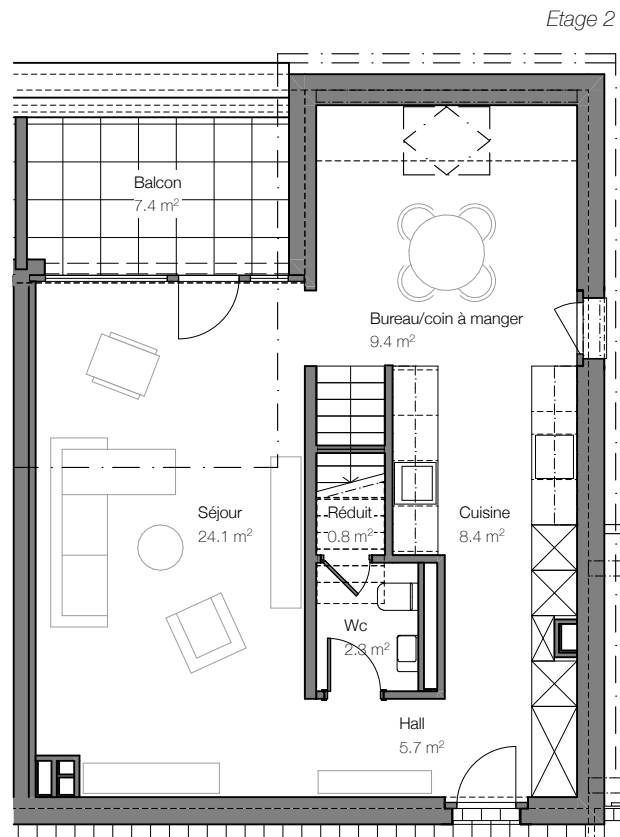 Etage 2
Balcon
7.4 m²
Bureau/coin à manger
9.4 m²
Séjour
24.1 m²
Réduit
0.8 m²
Cuisine
8.4 m²
Wc
2.3 m²
Hall
5.7 m²